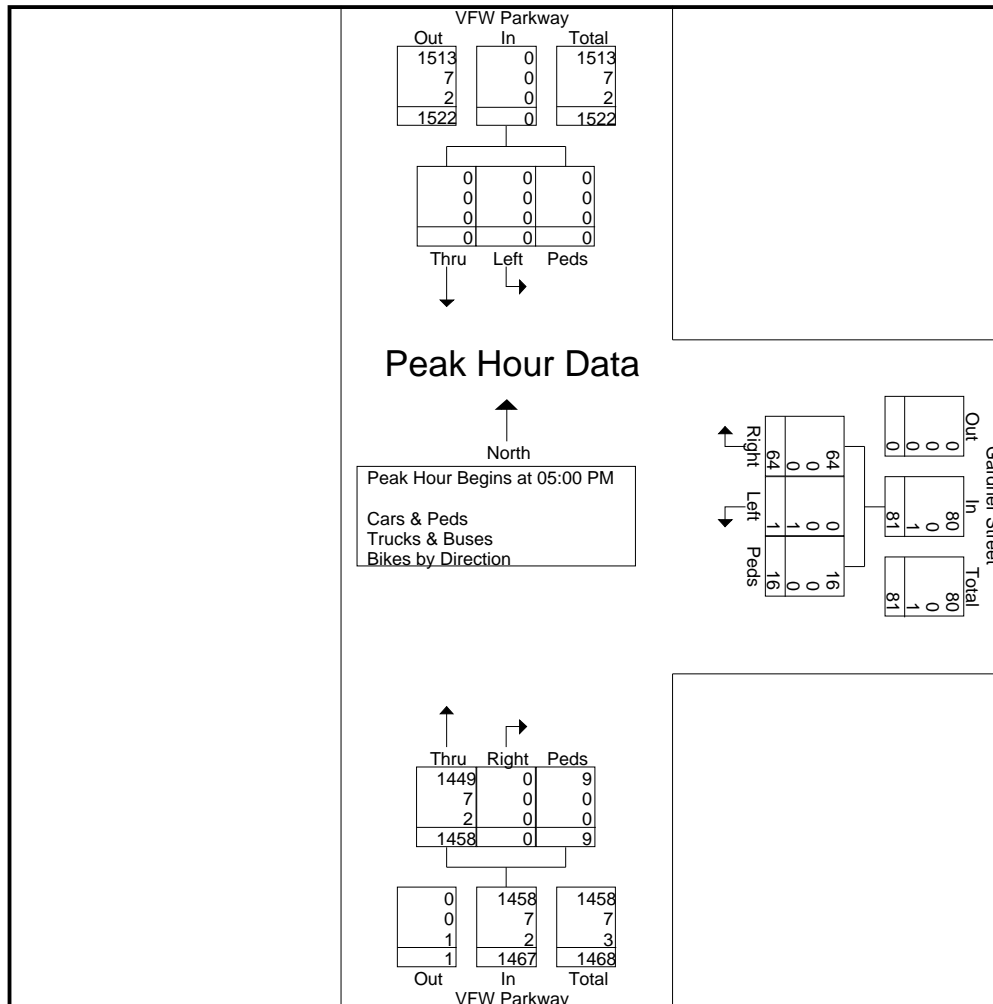 VFW Parkway
Out In Total
1513 0 1513
7 0 7
2 0 2
1522 0 1522
0 0 0
0 0 0
0 0 0
0 0 0
Thru Left Peds
Peak Hour Data
North
Peak Hour Begins at 05:00 PM
Cars & Peds
Trucks & Buses
Bikes by Direction
Gardner Street
Out In Total
0 80 80
0 0 0
0 1 1
0 81 81
64 0 16
0 0 0
0 1 0
64 1 16
Right Left Peds
Thru Right Peds
1449 0 9
7 0 0
2 0 0
1458 0 9
0 1458 1458
0 7 7
1 2 3
1 1467 1468
Out In Total
VFW Parkway